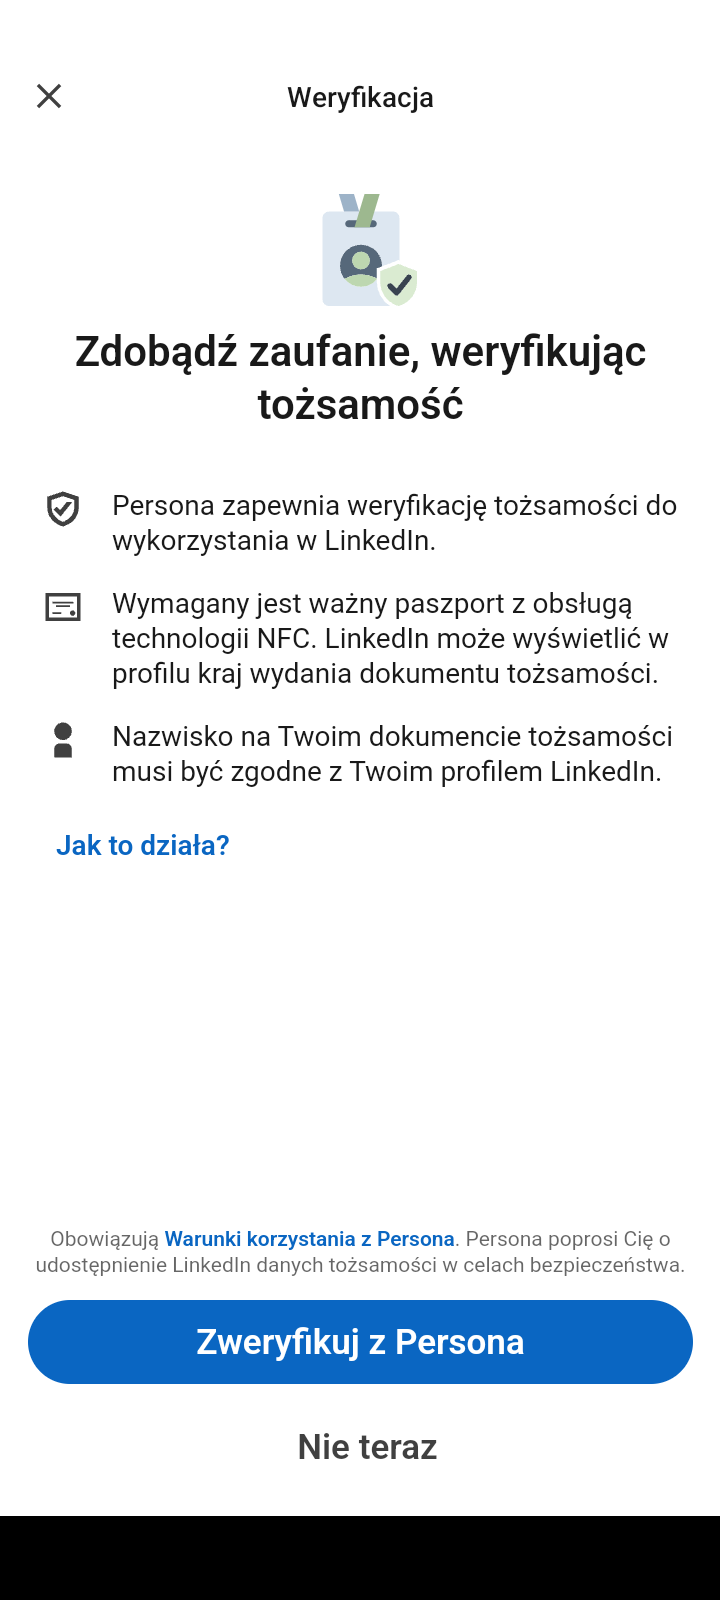 Weryfikacja
Zdobądź zaufanie, weryfikując
tożsamość
Persona zapewnia weryfikację tożsamości do
wykorzystania w LinkedIn.
Wymagany jest ważny paszport z obsługą
technologii NFC. LinkedIn może wyświetlić w
profilu kraj wydania dokumentu tożsamości.
Nazwisko na Twoim dokumencie tożsamości
musi być zgodne z Twoim profilem LinkedIn.
Jak to działa?
Obowiązują Warunki korzystania z Persona. Persona poprosi Cię o
udostępnienie LinkedIn danych tożsamości w celach bezpieczeństwa.
Zweryfikuj z Persona
Nie teraz